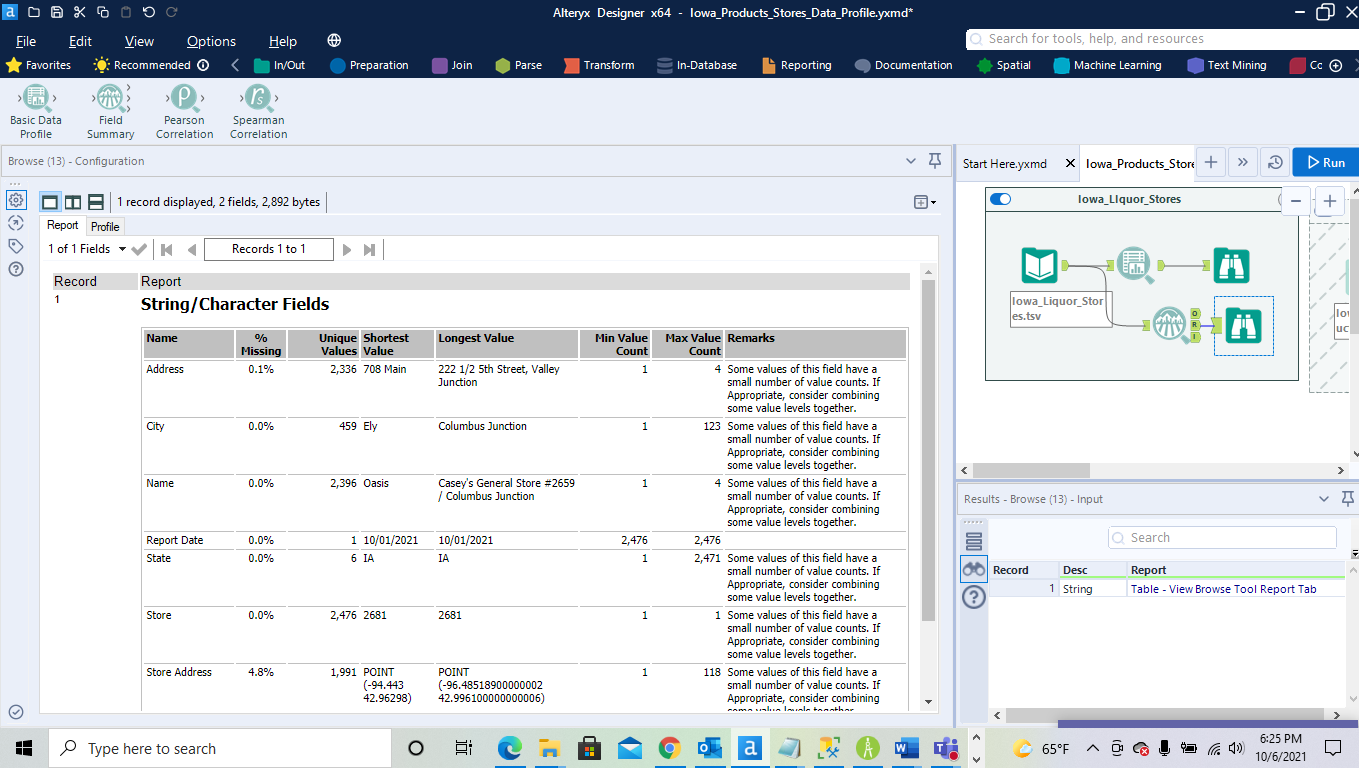 Alteryx Designer x64 - Iowa_Products_Stores_Data_Profile.yxmd*
File Edit View Options Help
Search for tools, help, and resources
Favorites Recommended In/Out Preparation Join Parse Transform In-Database Reporting Documentation Spatial Machine Learning Text Mining Co
Basic Data Profile
Field Summary
Pearson Correlation
Spearman Correlation
Browse (13) - Configuration
1 record displayed, 2 fields, 2,892 bytes
Report Profile
1 of 1 Fields Records 1 to 1
Record Report
1
String/Character Fields
Name % Missing Unique Values Shortest Value Longest Value Min Value Count Max Value Count Remarks
Address 0.1% 2,336 708 Main 222 1/2 5th Street, Valley Junction 1 4 Some values of this field have a small number of value counts. If Appropriate, consider combining some value levels together.
City 0.0% 459 Ely Columbus Junction 1 123 Some values of this field have a small number of value counts. If Appropriate, consider combining some value levels together.
Name 0.0% 2,396 Oasis Casey's General Store #2659 / Columbus Junction 1 4 Some values of this field have a small number of value counts. If Appropriate, consider combining some value levels together.
Report Date 0.0% 1 10/01/2021 10/01/2021 2,476 2,476
State 0.0% 6 IA IA 1 2,471 Some values of this field have a small number of value counts. If Appropriate, consider combining some value levels together.
Store 0.0% 2,476 2681 2681 1 1 Some values of this field have a small number of value counts. If Appropriate, consider combining some value levels together.
Store Address 4.8% 1,991 POINT (-94.443 42.96298) POINT (-96.48518900000002 42.996100000000006) 1 118 Some values of this field have a small number of value counts. If Appropriate, consider combining some value levels together.
Start Here.yxmd Iowa_Products_Store
Run
Iowa_LIquor_Stores
Iowa_Liquor_Stor
es.tsv
O
R
I
Iow
uc
Results - Browse (13) - Input
Search
Record Desc Report
1 String Table - View Browse Tool Report Tab
Type here to search
65°F
6:25 PM
10/6/2021